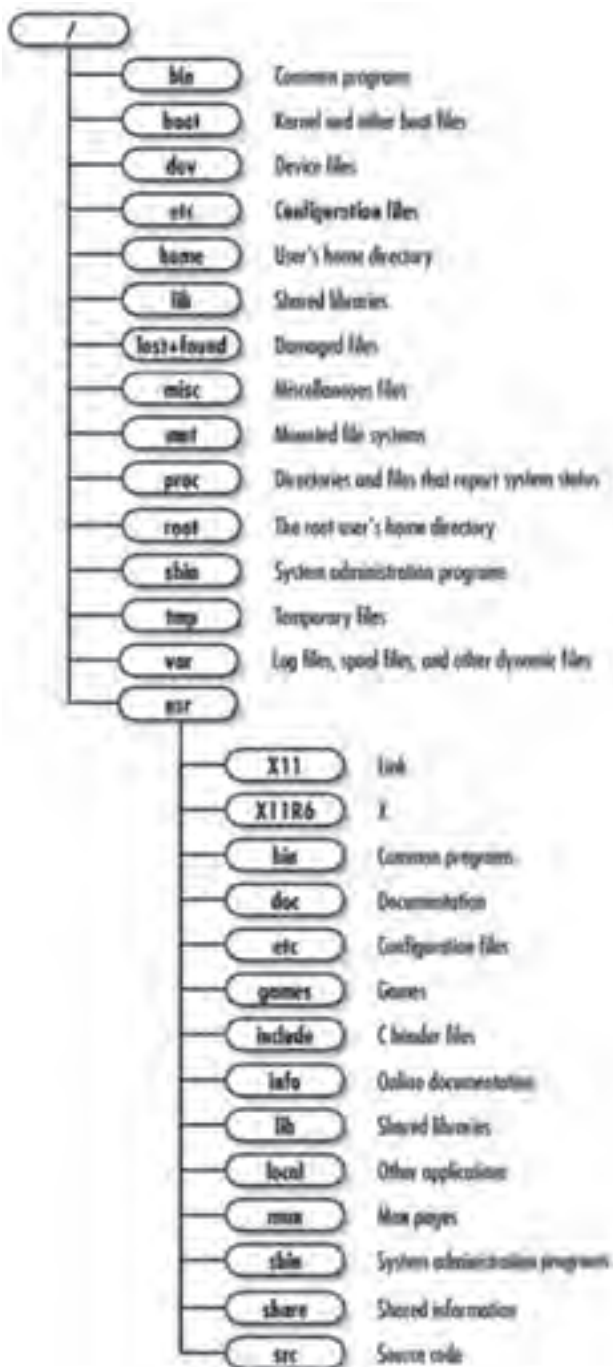 /
bin Common programs
boot Kernel and other boot files
dev Device files
etc Configuration files
home User's home directory
lib Shared libraries
lost+found Damaged files
misc Miscellaneous files
mnt Mounted file systems
proc Directories and files that report system status
root The root user's home directory
sbin System administration programs
tmp Temporary files
var Log files, spool files, and other dynamic files
usr
X11 Link
X11R6 X
bin Common programs
doc Documentation
etc Configuration files
games Games
include C header files
info Online documentation
lib Shared libraries
local Other applications
man Man pages
sbin System administration programs
share Shared information
src Source code